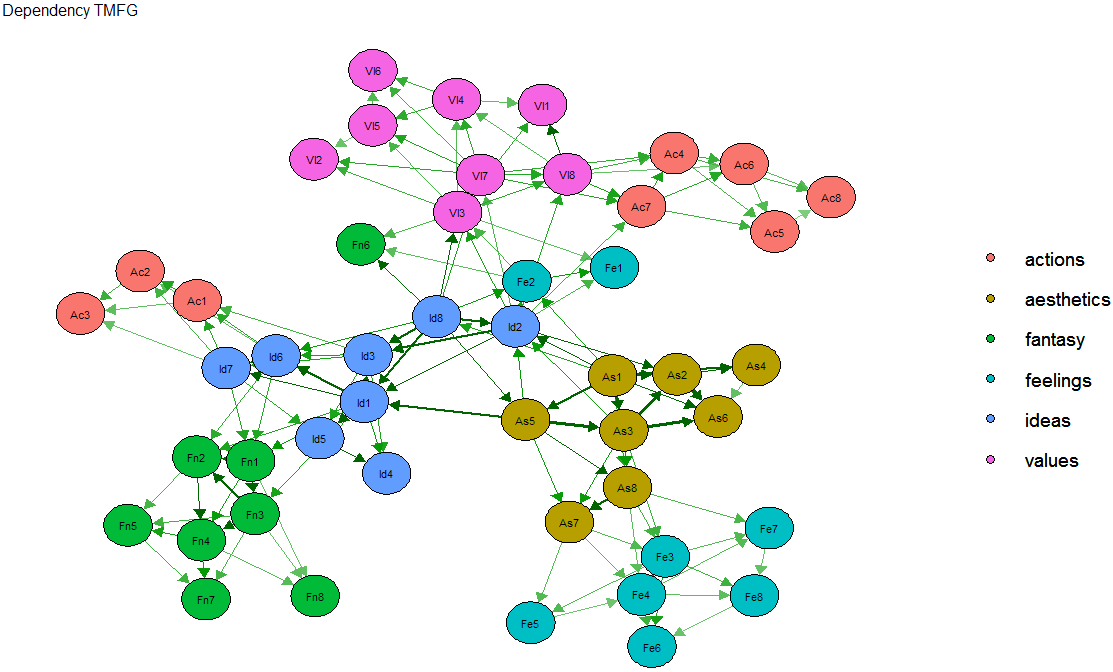 Dependency TMFG
Vl6
Vl4
Vl1
Vl5
Vl2
Ac4
Ac6
Vl7
Vl8
Ac8
Ac7
Vl3
Ac5
Fn6
Fe1
Ac2
Fe2
Ac1
Ac3
Id8
Id2
Id3
Id6
Id7
As4
As2
As1
Id1
As6
As5
As3
Id5
Fn2
Fn1
Id4
As8
Fn3
As7
Fn5
Fe7
Fn4
Fe3
Fe4
Fe8
Fn8
Fn7
Fe5
Fe6
actions
aesthetics
fantasy
feelings
ideas
values